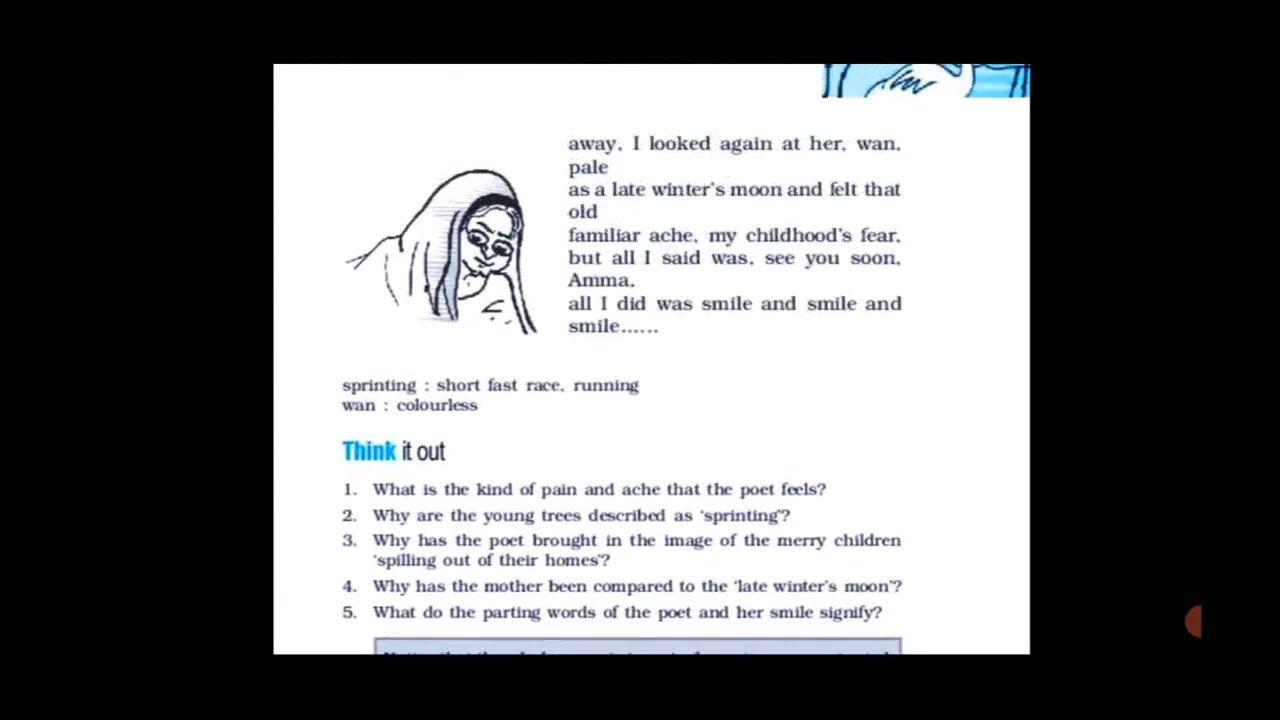 away, I looked again at her, wan,
pale
as a late winter's moon and felt that
old
familiar ache, my childhood's fear,
but all I said was, see you soon,
Amma,
all I did was smile and smile and
smile......
sprinting : short fast race, running
wan : colourless
Think it out
1. What is the kind of pain and ache that the poet feels?
2. Why are the young trees described as 'sprinting'?
3. Why has the poet brought in the image of the merry children
'spilling out of their homes'?
4. Why has the mother been compared to the 'late winter's moon'?
5. What do the parting words of the poet and her smile signify?